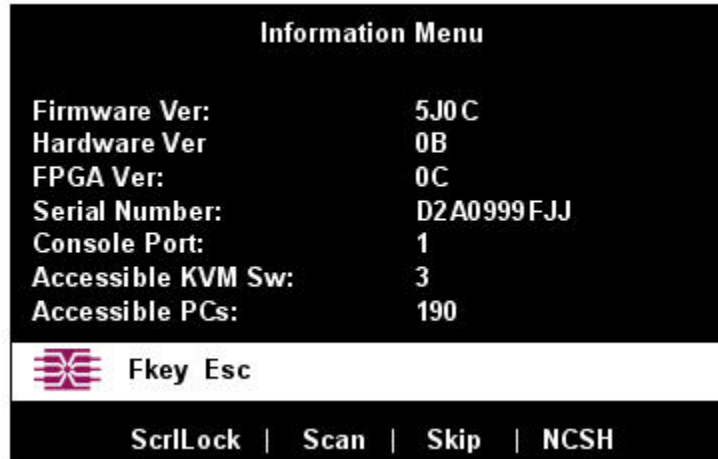 Information Menu
Firmware Ver: 5J0C
Hardware Ver 0B
FPGA Ver: 0C
Serial Number: D2A0999FJJ
Console Port: 1
Accessible KVM Sw: 3
Accessible PCs: 190
Fkey Esc
ScrlLock | Scan | Skip | NCSH